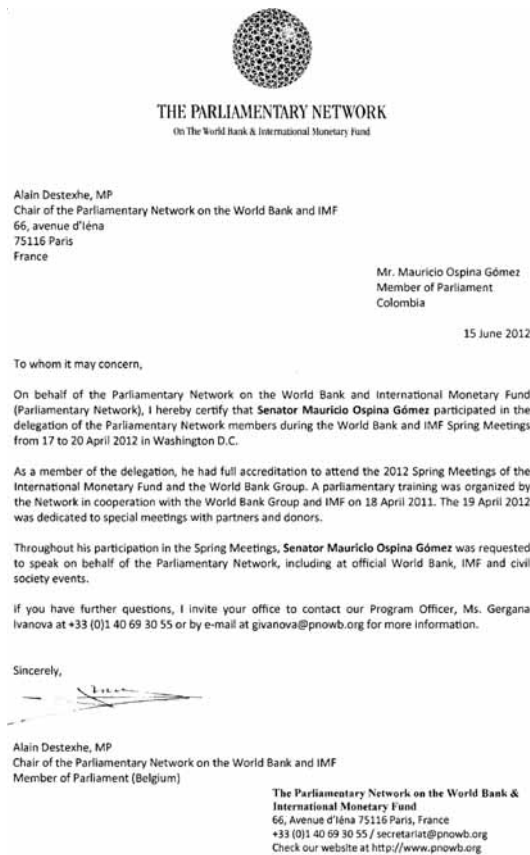 THE PARLIAMENTARY NETWORK
On The World Bank & International Monetary Fund
Alain Destexhe, MP
Chair of the Parliamentary Network on the World Bank and IMF
66, avenue d'Iéna
75116 Paris
France
Mr. Mauricio Ospina Gómez
Member of Parliament
Colombia
15 June 2012
To whom it may concern,
On behalf of the Parliamentary Network on the World Bank and International Monetary Fund
(Parliamentary Network), I hereby certify that Senator Mauricio Ospina Gómez participated in the
delegation of the Parliamentary Network members during the World Bank and IMF Spring Meetings
from 17 to 20 April 2012 in Washington D.C.
As a member of the delegation, he had full accreditation to attend the 2012 Spring Meetings of the
International Monetary Fund and the World Bank Group. A parliamentary training was organized by
the Network in cooperation with the World Bank Group and IMF on 18 April 2011. The 19 April 2012
was dedicated to special meetings with partners and donors.
Throughout his participation in the Spring Meetings, Senator Mauricio Ospina Gómez was requested
to speak on behalf of the Parliamentary Network, including at official World Bank, IMF and civil
society events.
If you have further questions, I invite your office to contact our Program Officer, Ms. Gergana
Ivanova at +33 (0)1 40 69 30 55 or by e-mail at givanova@pnowb.org for more information.
Sincerely,
Alain Destexhe, MP
Chair of the Parliamentary Network on the World Bank and IMF
Member of Parliament (Belgium)
The Parliamentary Network on the World Bank &
International Monetary Fund
66, Avenue d'Iéna 75116 Paris, France
+33 (0)1 40 69 30 55 / secretariat@pnowb.org
Check our website at http://www.pnowb.org